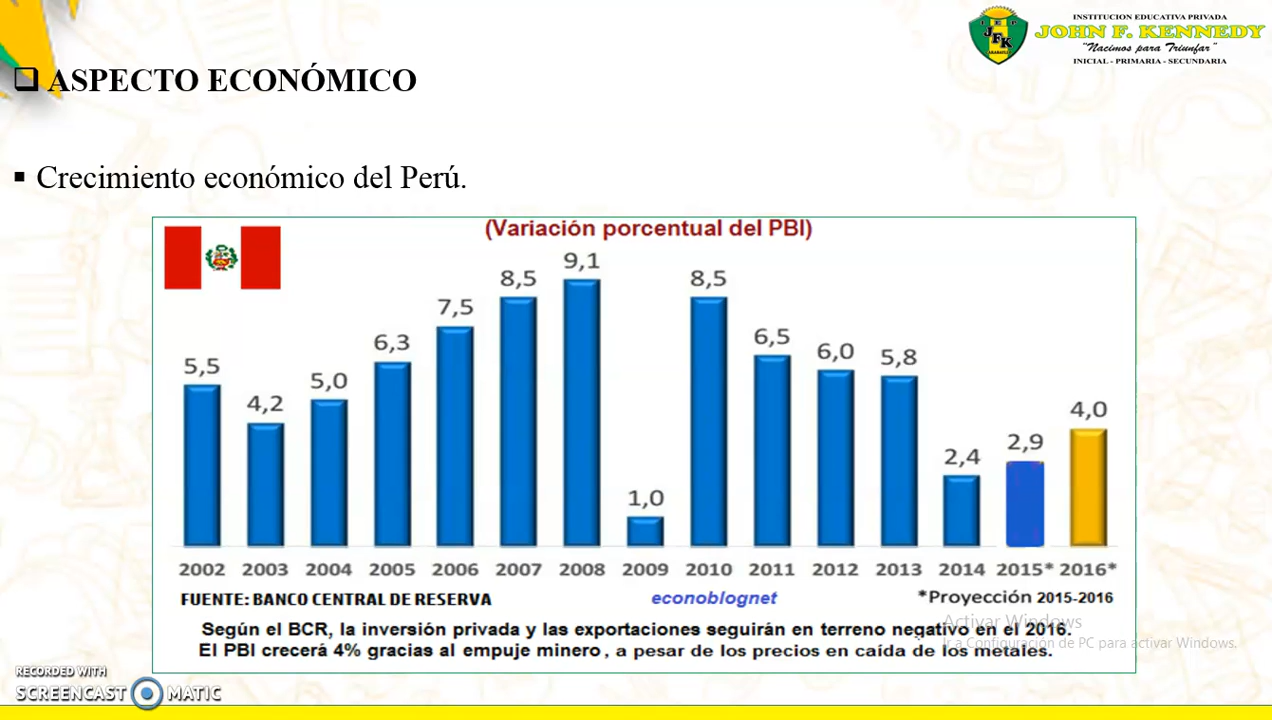 INSTITUCION EDUCATIVA PRIVADA
JOHN F. KENNEDY
"Nacimos para Triunfar"
INICIAL - PRIMARIA - SECUNDARIA
I E P
JFK
❑ ASPECTO ECONÓMICO
▪ Crecimiento económico del Perú.
(Variación porcentual del PBI)
5,5 4,2 5,0 6,3 7,5 8,5 9,1 1,0 8,5 6,5 6,0 5,8 2,4 2,9 4,0
2002 2003 2004 2005 2006 2007 2008 2009 2010 2011 2012 2013 2014 2015* 2016*
FUENTE: BANCO CENTRAL DE RESERVA econoblognet *Proyección 2015-2016
Según el BCR, la inversión privada y las exportaciones seguirán en terreno negativo en el 2016.
El PBI crecerá 4% gracias al empuje minero, a pesar de los precios en caída de los metales.
Activar Windows
Ir a Configuración de PC para activar Windows.
RECORDED WITH
SCREENCAST MATIC